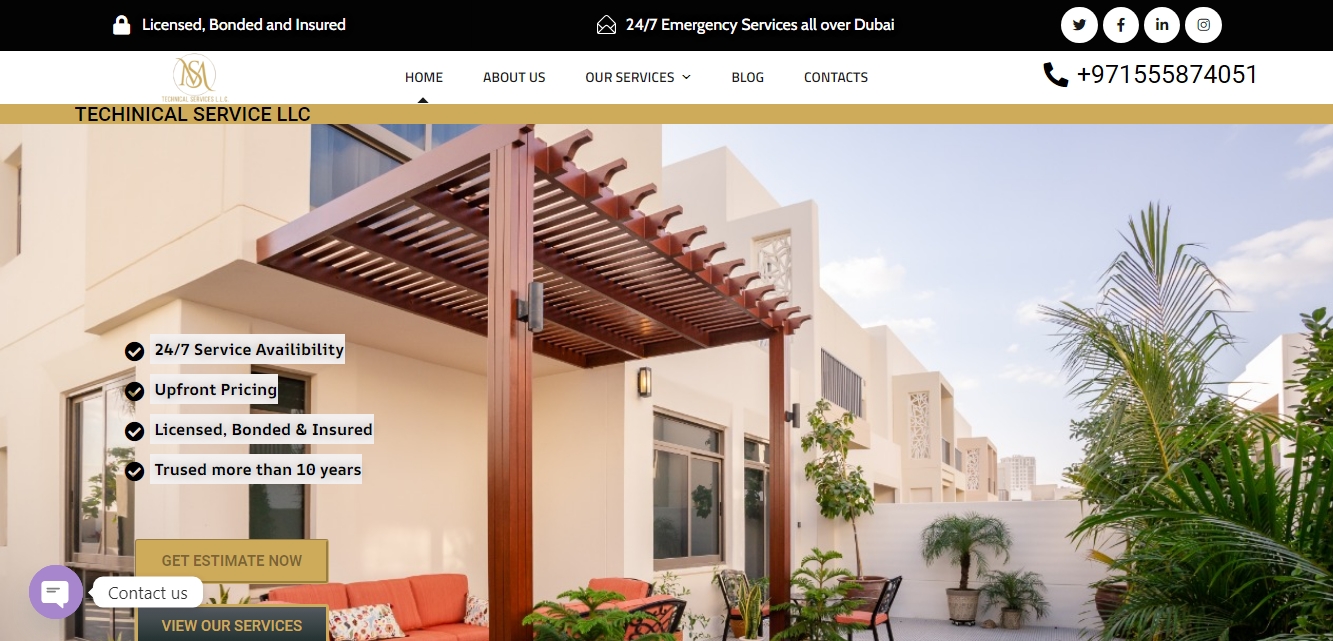 Licensed, Bonded and Insured
24/7 Emergency Services all over Dubai
MS
TECHNICAL SERVICES L.L.C
HOME
ABOUT US
OUR SERVICES
BLOG
CONTACTS
+971555874051
TECHINICAL SERVICE LLC
24/7 Service Availibility
Upfront Pricing
Licensed, Bonded & Insured
Trused more than 10 years
GET ESTIMATE NOW
Contact us
VIEW OUR SERVICES